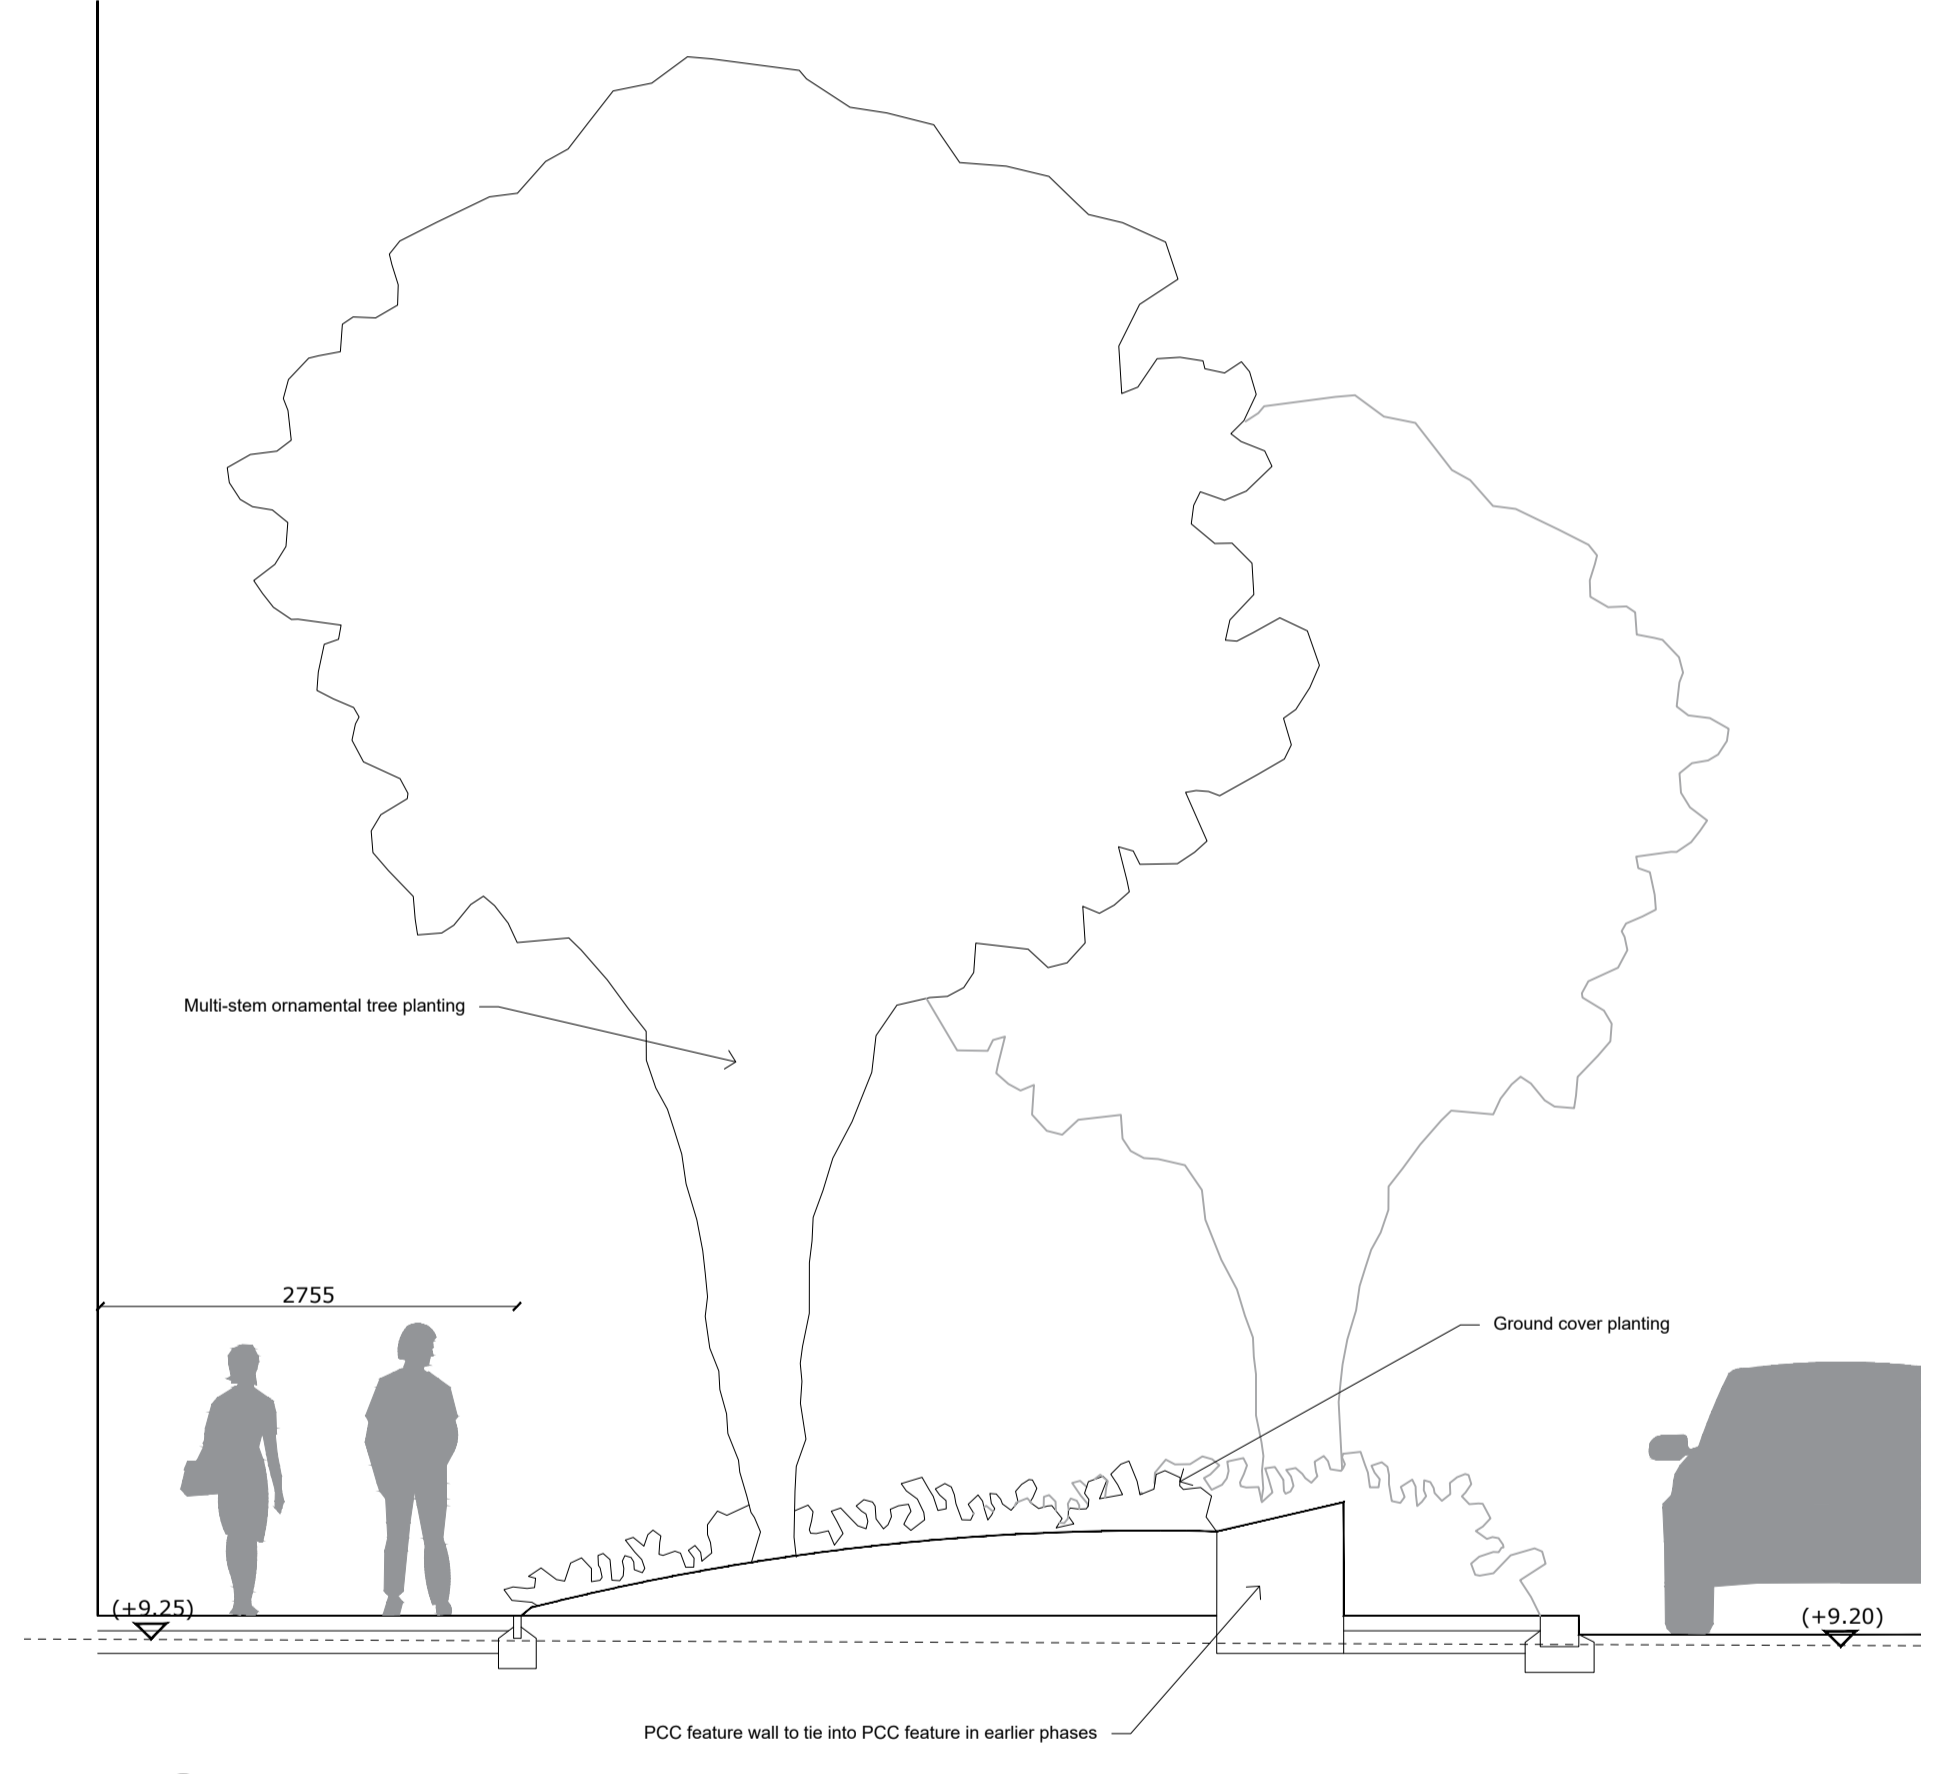 Multi-stem ornamental tree planting
2755
Ground cover planting
(+9.25)
(+9.20)
PCC feature wall to tie into PCC feature in earlier phases